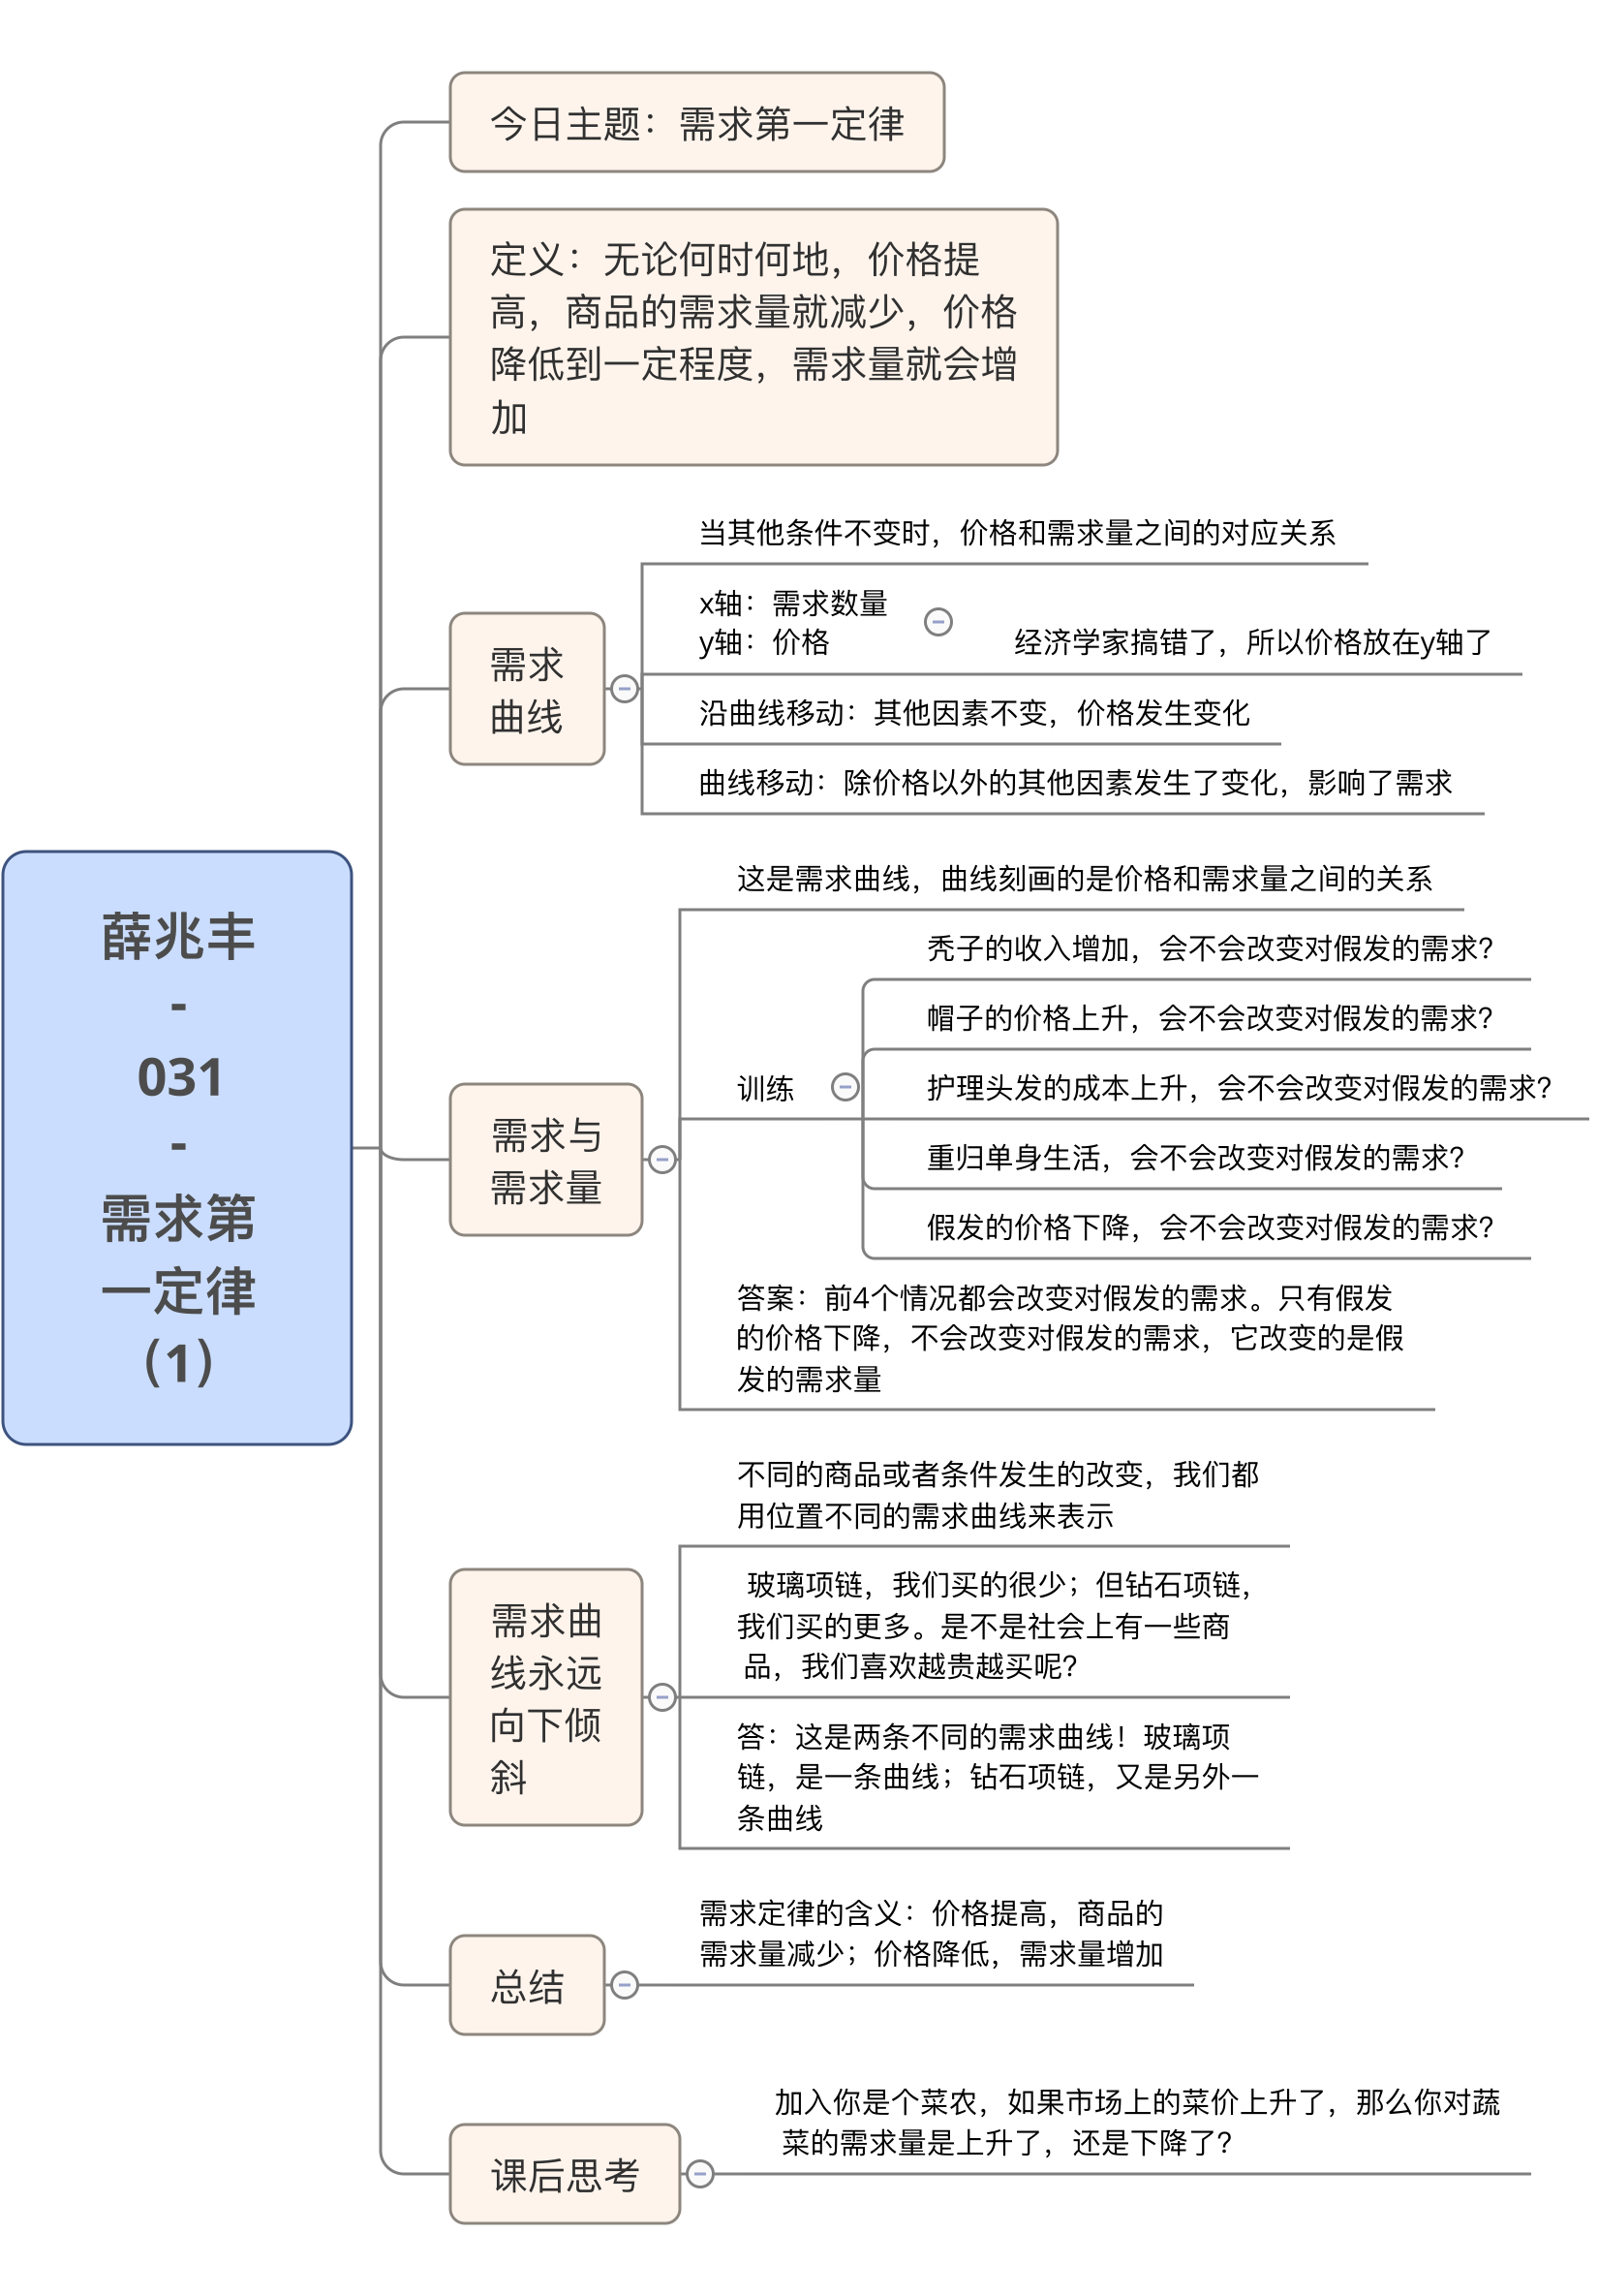 薛兆丰
-
031
-
需求第
一定律
(1)
今日主题：需求第一定律
定义：无论何时何地，价格提
高，商品的需求量就减少，价格
降低到一定程度，需求量就会增
加
需求
曲线
当其他条件不变时，价格和需求量之间的对应关系
x轴：需求数量
y轴：价格
经济学家搞错了，所以价格放在y轴了
沿曲线移动：其他因素不变，价格发生变化
曲线移动：除价格以外的其他因素发生了变化，影响了需求
需求与
需求量
这是需求曲线，曲线刻画的是价格和需求量之间的关系
训练
秃子的收入增加，会不会改变对假发的需求？
帽子的价格上升，会不会改变对假发的需求？
护理头发的成本上升，会不会改变对假发的需求？
重归单身生活，会不会改变对假发的需求？
假发的价格下降，会不会改变对假发的需求？
答案：前4个情况都会改变对假发的需求。只有假发
的价格下降，不会改变对假发的需求，它改变的是假
发的需求量
需求曲
线永远
向下倾
斜
不同的商品或者条件发生的改变，我们都
用位置不同的需求曲线来表示
玻璃项链，我们买的很少；但钻石项链，
我们买的更多。是不是社会上有一些商
品，我们喜欢越贵越买呢？
答：这是两条不同的需求曲线！玻璃项
链，是一条曲线；钻石项链，又是另外一
条曲线
总结
需求定律的含义：价格提高，商品的
需求量减少；价格降低，需求量增加
课后思考
加入你是个菜农，如果市场上的菜价上升了，那么你对蔬
菜的需求量是上升了，还是下降了？